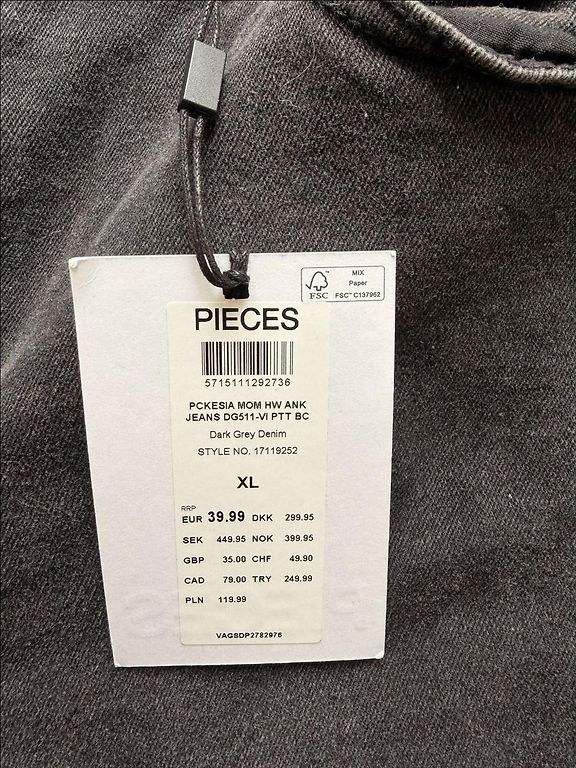 MIX
Paper
FSC
FSC™ C137962
PIECES
5715111292736
PCKESIA MOM HW ANK
JEANS DG511-VI PTT BC
Dark Grey Denim
STYLE NO. 17119252
XL
RRP
EUR 39.99 DKK 299.95
SEK 449.95 NOK 399.95
GBP 35.00 CHF 49.90
CAD 79.00 TRY 249.99
PLN 119.99
VAGSDP2782976